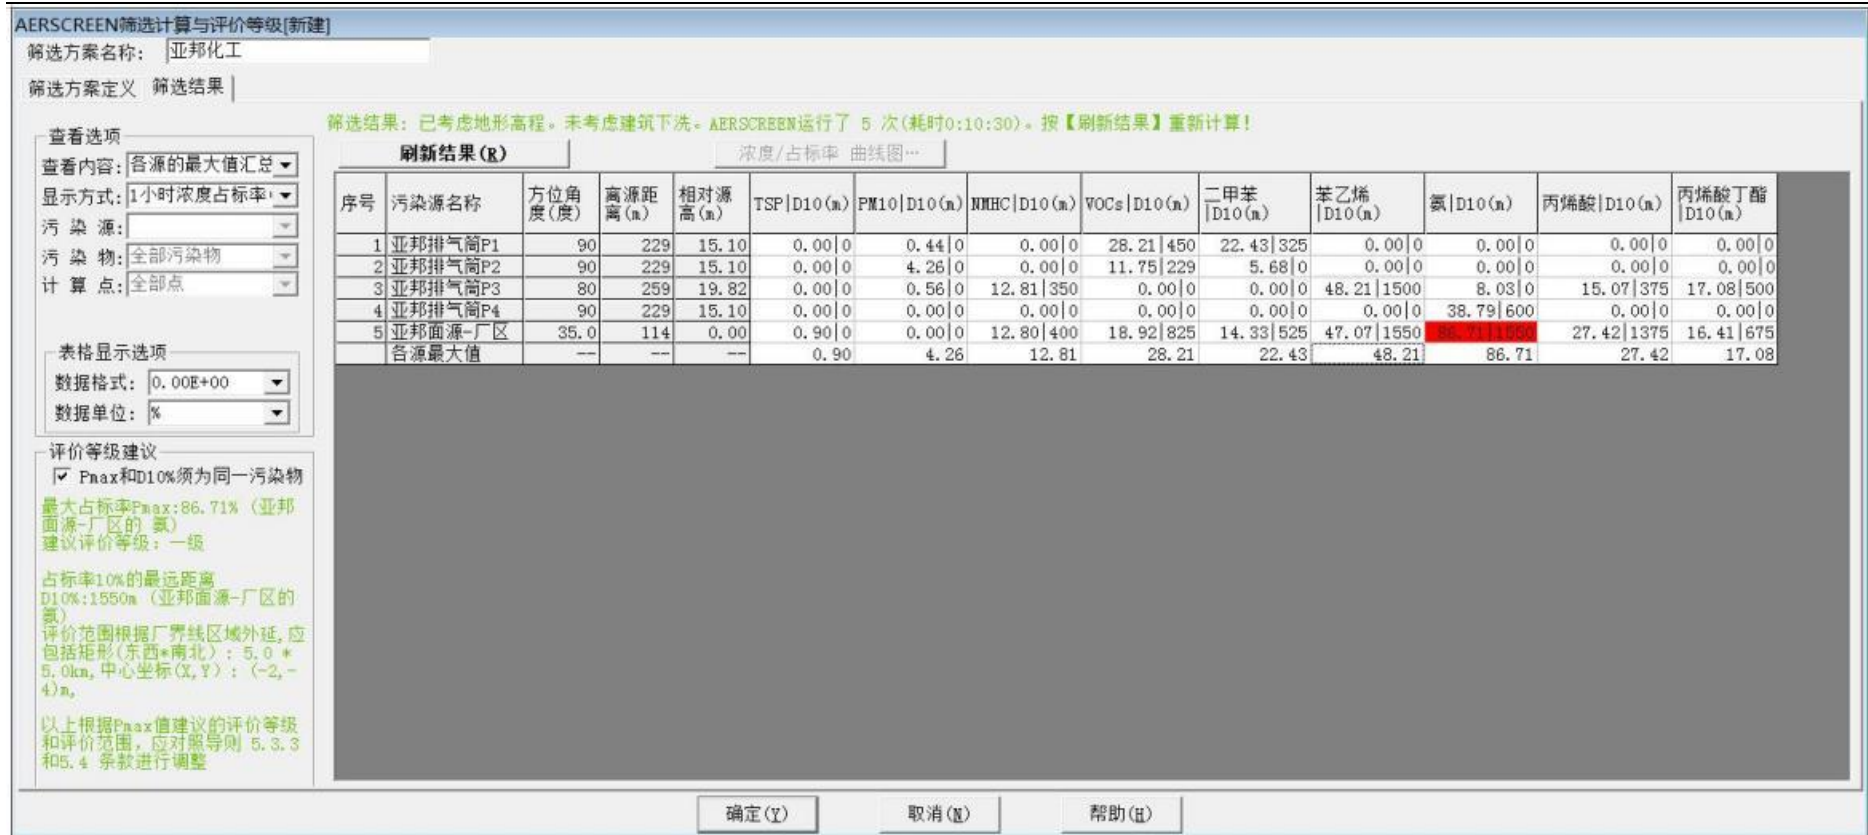 AERSCREEN筛选计算与评价等级[新建]
筛选方案名称: 亚邦化工
筛选方案定义 筛选结果
筛选结果: 已考虑地形高程。未考虑建筑下洗。AERSCREEN运行了 5 次(耗时0:10:30)。按【刷新结果】重新计算!
刷新结果(R) 浓度/占标率 曲线图…
查看选项
查看内容: 各源的最大值汇总
显示方式: 1小时浓度占标率
污 染 源:
污 染 物: 全部污染物
计 算 点: 全部点
表格显示选项
数据格式: 0.00E+00
数据单位: %
评价等级建议
Pmax和D10%须为同一污染物
最大占标率Pmax:86.71% (亚邦
面源-厂区的 氨)
建议评价等级: 一级
占标率10%的最远距离
D10%:1550m (亚邦面源-厂区的
氨)
评价范围根据厂界线区域外延,应
包括矩形(东西*南北): 5.0 *
5.0km,中心坐标(X,Y): (-2,-
4)m,
以上根据Pmax值建议的评价等级
和评价范围,应对照导则 5.3.3
和5.4 条款进行调整
序号 污染源名称 方位角度(度) 离源距离(m) 相对源高(m) TSP|D10(m) PM10|D10(m) NMHC|D10(m) VOCs|D10(m) 二甲苯|D10(m) 苯乙烯|D10(m) 氨|D10(m) 丙烯酸|D10(m) 丙烯酸丁酯|D10(m)
1 亚邦排气筒P1 90 229 15.10 0.00|0 0.44|0 0.00|0 28.21|450 22.43|325 0.00|0 0.00|0 0.00|0 0.00|0
2 亚邦排气筒P2 90 229 15.10 0.00|0 4.26|0 0.00|0 11.75|229 5.68|0 0.00|0 0.00|0 0.00|0 0.00|0
3 亚邦排气筒P3 80 259 19.82 0.00|0 0.56|0 12.81|350 0.00|0 0.00|0 48.21|1500 8.03|0 15.07|375 17.08|500
4 亚邦排气筒P4 90 229 15.10 0.00|0 0.00|0 0.00|0 0.00|0 0.00|0 0.00|0 38.79|600 0.00|0 0.00|0
5 亚邦面源-厂区 35.0 114 0.00 0.90|0 0.00|0 12.80|400 18.92|825 14.33|525 47.07|1550 86.71|1550 27.42|1375 16.41|675
各源最大值 -- -- -- 0.90 4.26 12.81 28.21 22.43 48.21 86.71 27.42 17.08
确定(Y) 取消(N) 帮助(H)